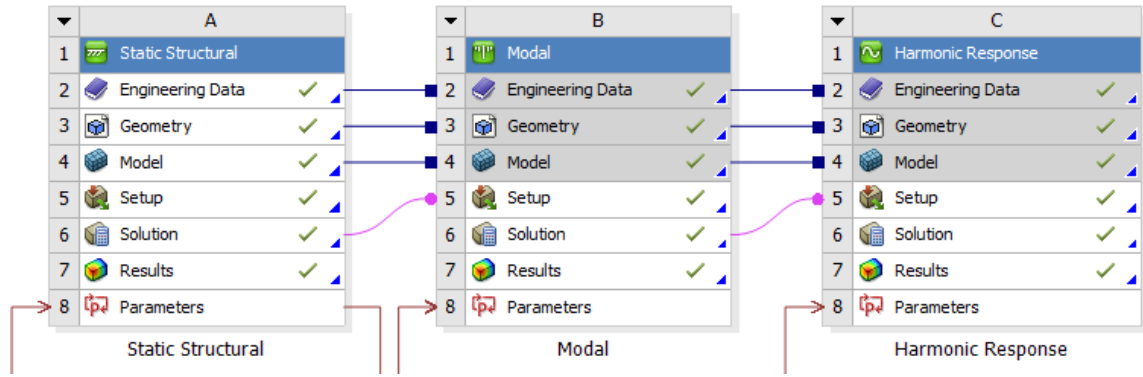 A
1 Static Structural
2 Engineering Data
3 Geometry
4 Model
5 Setup
6 Solution
7 Results
8 Parameters
Static Structural
B
1 Modal
2 Engineering Data
3 Geometry
4 Model
5 Setup
6 Solution
7 Results
8 Parameters
Modal
C
1 Harmonic Response
2 Engineering Data
3 Geometry
4 Model
5 Setup
6 Solution
7 Results
8 Parameters
Harmonic Response